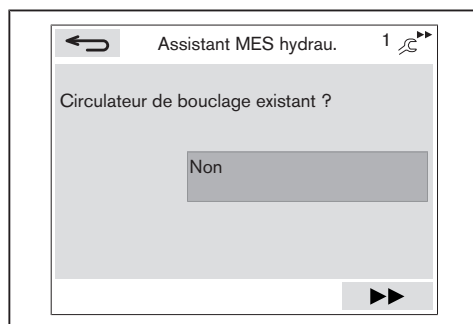 Assistant MES hydrau. 1
Circulateur de bouclage existant ?
Non